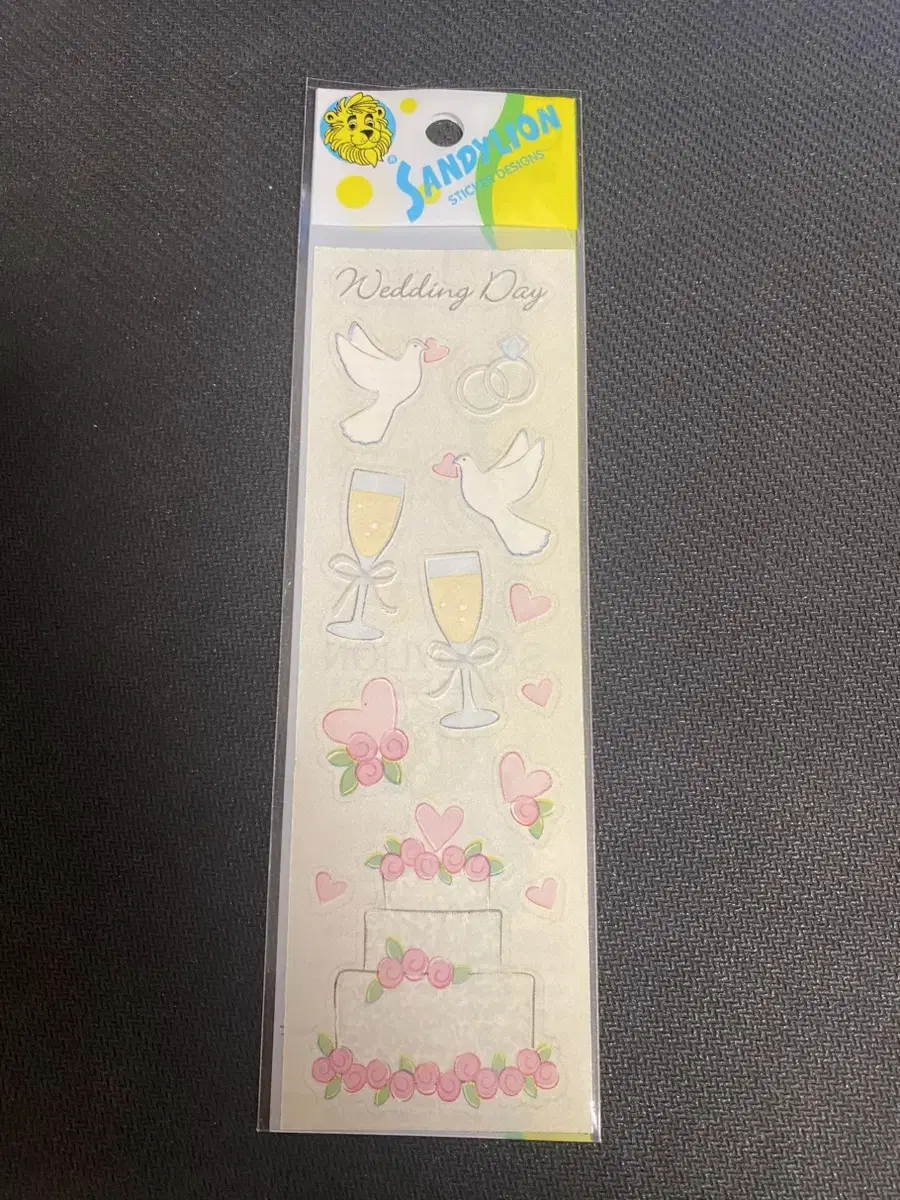 SANDYLION
®
STICKER DESIGNS
Wedding Day